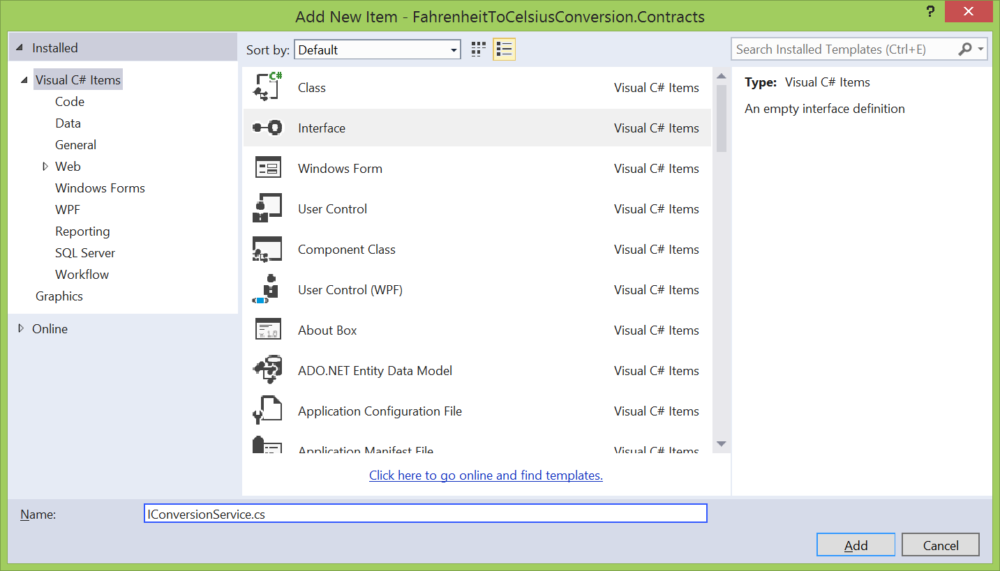 Add New Item - FahrenheitToCelsiusConversion.Contracts
?
Installed
Sort by: Default
Search Installed Templates (Ctrl+E)
Visual C# Items
Code
Data
General
Web
Windows Forms
WPF
Reporting
SQL Server
Workflow
Graphics
Online
C#
Class Visual C# Items
Interface Visual C# Items
Windows Form Visual C# Items
User Control Visual C# Items
Component Class Visual C# Items
User Control (WPF) Visual C# Items
v 1.0
About Box Visual C# Items
ADO.NET Entity Data Model Visual C# Items
Application Configuration File Visual C# Items
Application Manifest File Visual C# Items
Click here to go online and find templates.
Type: Visual C# Items
An empty interface definition
Name: IConversionService.cs
Add Cancel